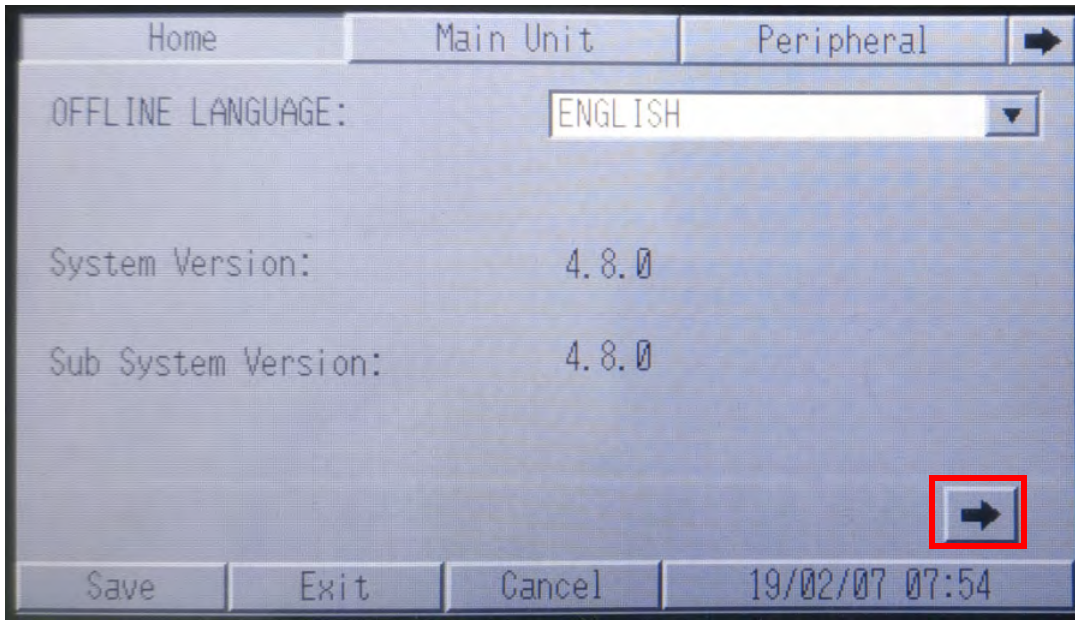 Home Main Unit Peripheral
OFFLINE LANGUAGE: ENGLISH
System Version: 4.8.0
Sub System Version: 4.8.0
Save Exit Cancel 19/02/07 07:54